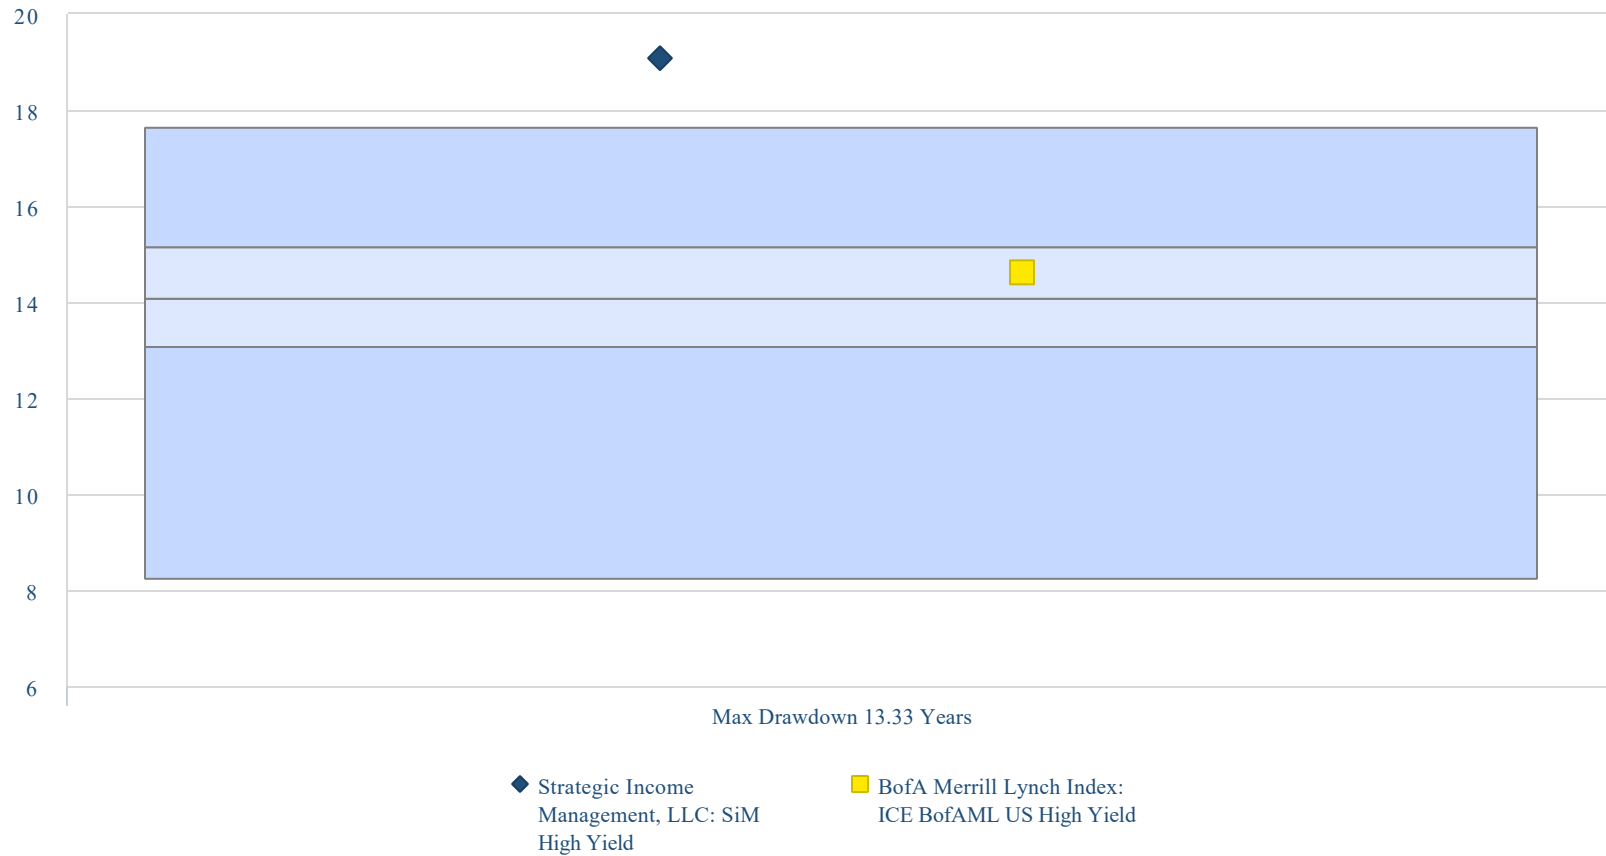 20
18
16
14
12
10
8
6
Max Drawdown 13.33 Years
Strategic Income
Management, LLC: SiM
High Yield
BofA Merrill Lynch Index:
ICE BofAML US High Yield